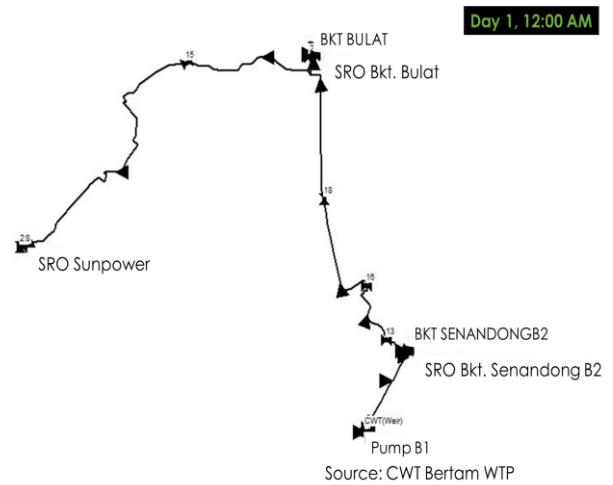 Day 1, 12:00 AM
BKT BULAT
15
SRO Bkt. Bulat
18
SRO Sunpower
16
13
BKT SENANDONGB2
SRO Bkt. Senandong B2
CWT(Weir)
Pump B1
Source: CWT Bertam WTP